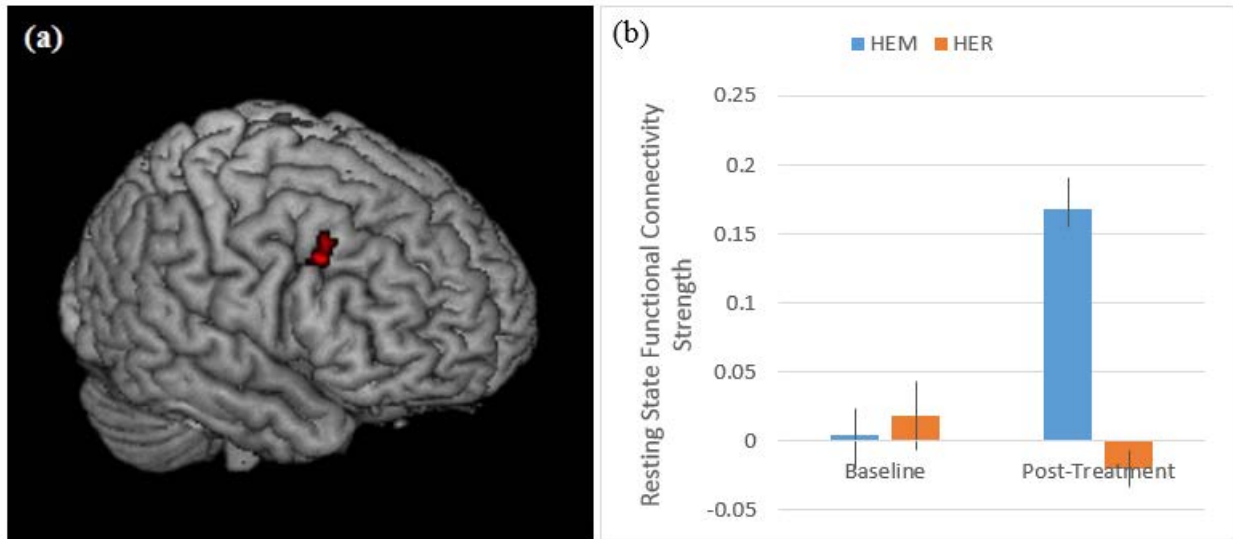 (a)
(b)
HEM HER
Resting State Functional Connectivity
Strength
0.25
0.2
0.15
0.1
0.05
0
-0.05
Baseline Post-Treatment